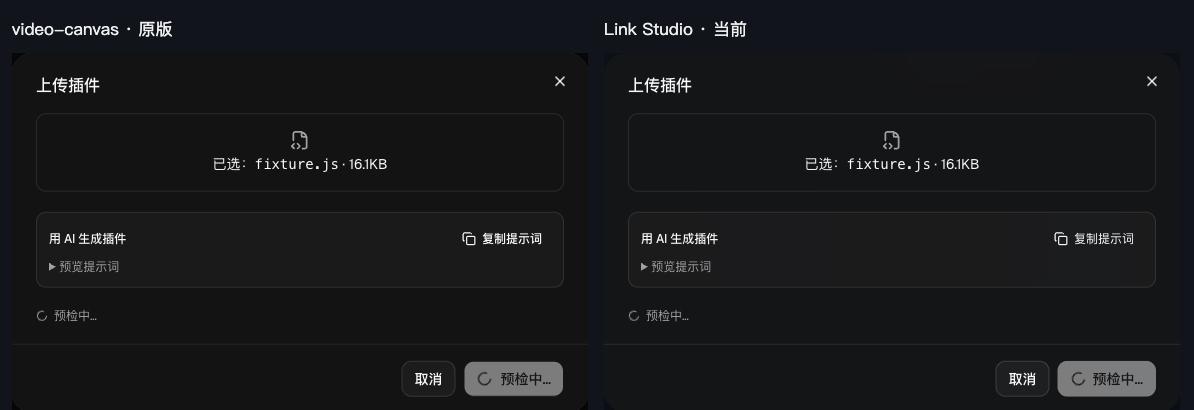 video-canvas · 原版
上传插件
已选：fixture.js · 16.1KB
用 AI 生成插件
复制提示词
▶ 预览提示词
预检中...
取消
预检中...
Link Studio · 当前
上传插件
已选：fixture.js · 16.1KB
用 AI 生成插件
复制提示词
▶ 预览提示词
预检中...
取消
预检中...